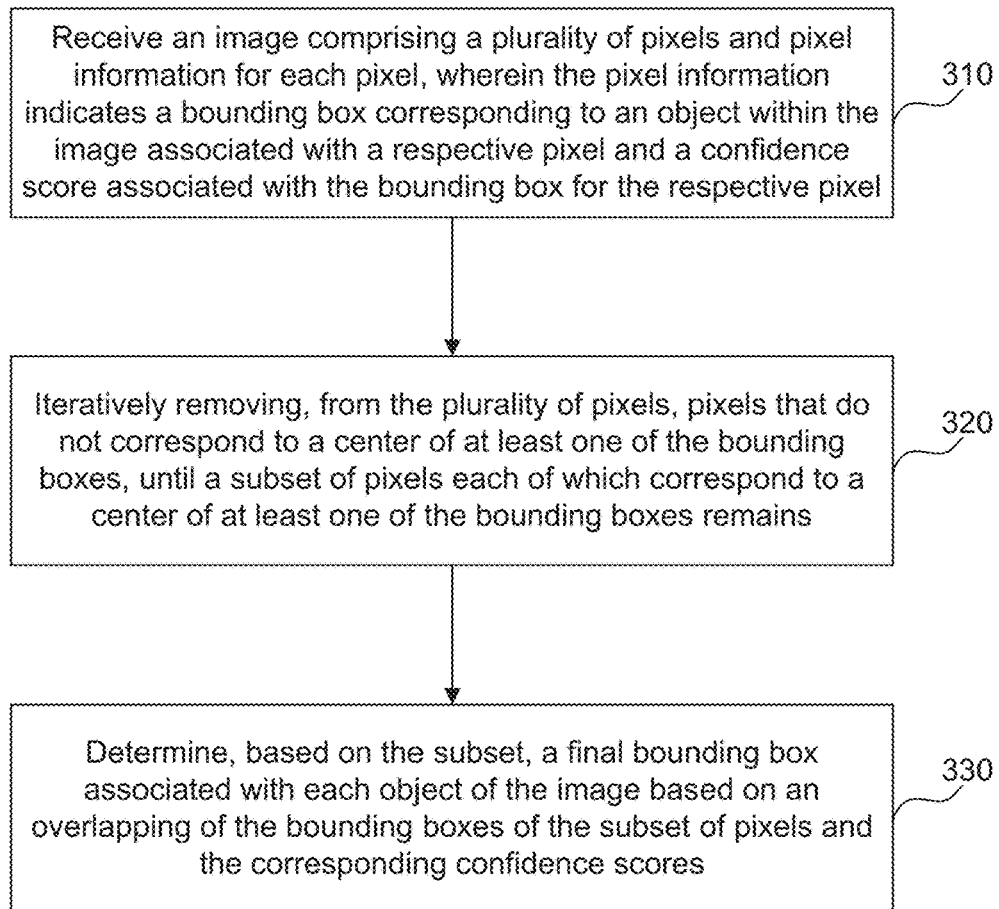 Receive an image comprising a plurality of pixels and pixel
information for each pixel, wherein the pixel information
indicates a bounding box corresponding to an object within the
image associated with a respective pixel and a confidence
score associated with the bounding box for the respective pixel
310
Iteratively removing, from the plurality of pixels, pixels that do
not correspond to a center of at least one of the bounding
boxes, until a subset of pixels each of which correspond to a
center of at least one of the bounding boxes remains
320
Determine, based on the subset, a final bounding box
associated with each object of the image based on an
overlapping of the bounding boxes of the subset of pixels and
the corresponding confidence scores
330